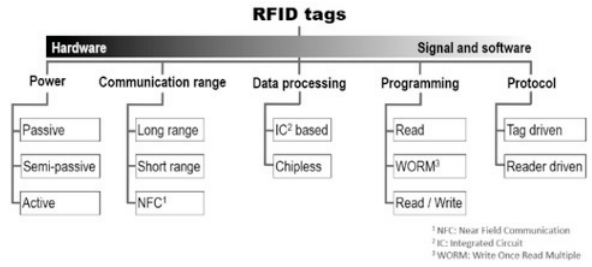 RFID tags
Hardware Signal and software
Power Communication range Data processing Programming Protocol
Passive Long range IC² based Read Tag driven
Semi-passive Short range Chipless WORM³ Reader driven
Active NFC¹ Read / Write
¹ NFC: Near Field Communication
² IC: Integrated Circuit
³ WORM: Write Once Read Multiple